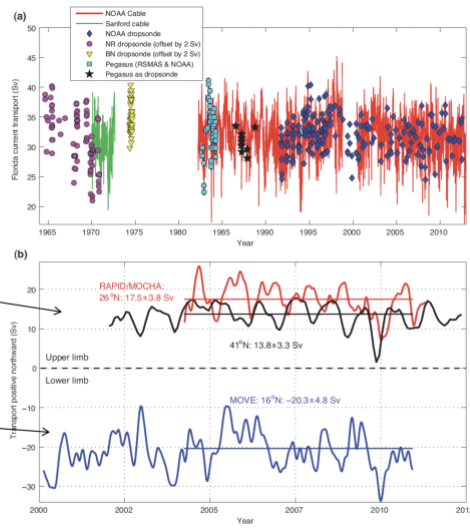 (a)
NOAA Cable
Sanford cable
NOAA dropsonde
NR dropsonde (offset by 2 Sv)
BN dropsonde (offset by 2 Sv)
Pegasus (RSMAS & NOAA)
Pegasus as dropsonde
Florida current transport (Sv)
50
45
40
35
30
25
20
1965
1970
1975
1980
1985
1990
1995
2000
2005
2010
Year
(b)
Transport positive northward (Sv)
20
10
0
−10
−20
−30
RAPID/MOCHA:
26°N: 17.5±3.8 Sv
41°N: 13.8±3.3 Sv
Upper limb
Lower limb
MOVE: 16°N: −20.3±4.8 Sv
2000
2002
2005
2007
2010
Year